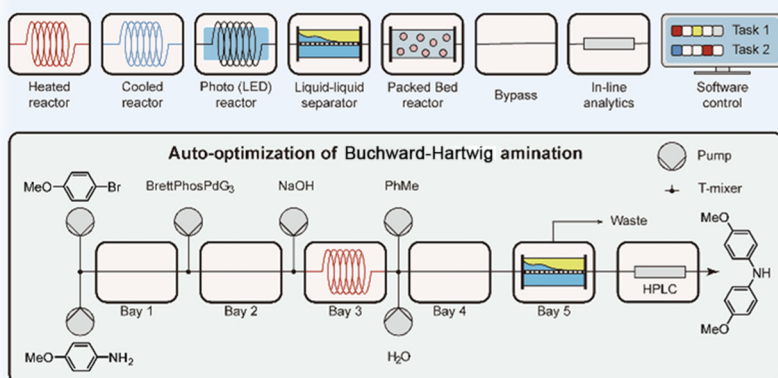 Task 1
Task 2
Heated
reactor
Cooled
reactor
Photo (LED)
reactor
Liquid-liquid
separator
Packed Bed
reactor
Bypass
In-line
analytics
Software
control
Auto-optimization of Buchward-Hartwig amination
Pump
T-mixer
MeO
Br
BrettPhosPdG₃
NaOH
PhMe
Waste
MeO
NH
MeO
HPLC
Bay 1
Bay 2
Bay 3
Bay 4
Bay 5
MeO
NH₂
H₂O